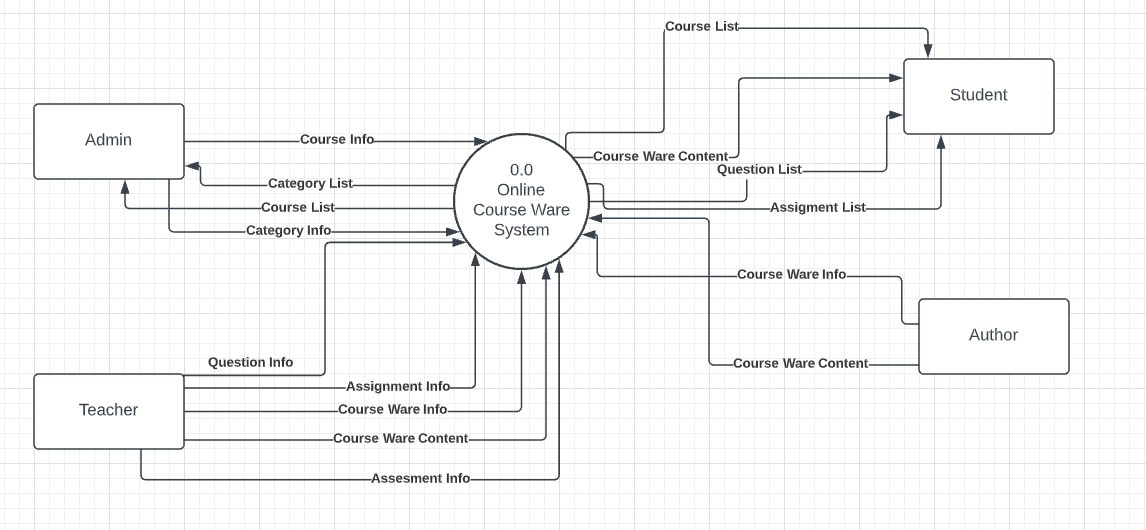 Course List
Student
Admin
Course Info
Course Ware Content
0.0
Online
Course Ware
System
Question List
Category List
Course List
Assigment List
Category Info
Course Ware Info
Author
Question Info
Course Ware Content
Assignment Info
Teacher
Course Ware Info
Course Ware Content
Assesment Info